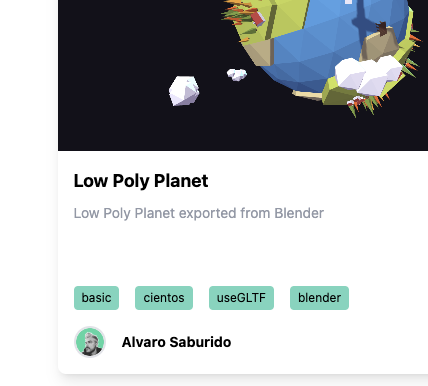 Low Poly Planet
Low Poly Planet exported from Blender
basic cientos useGLTF blender
Alvaro Saburido